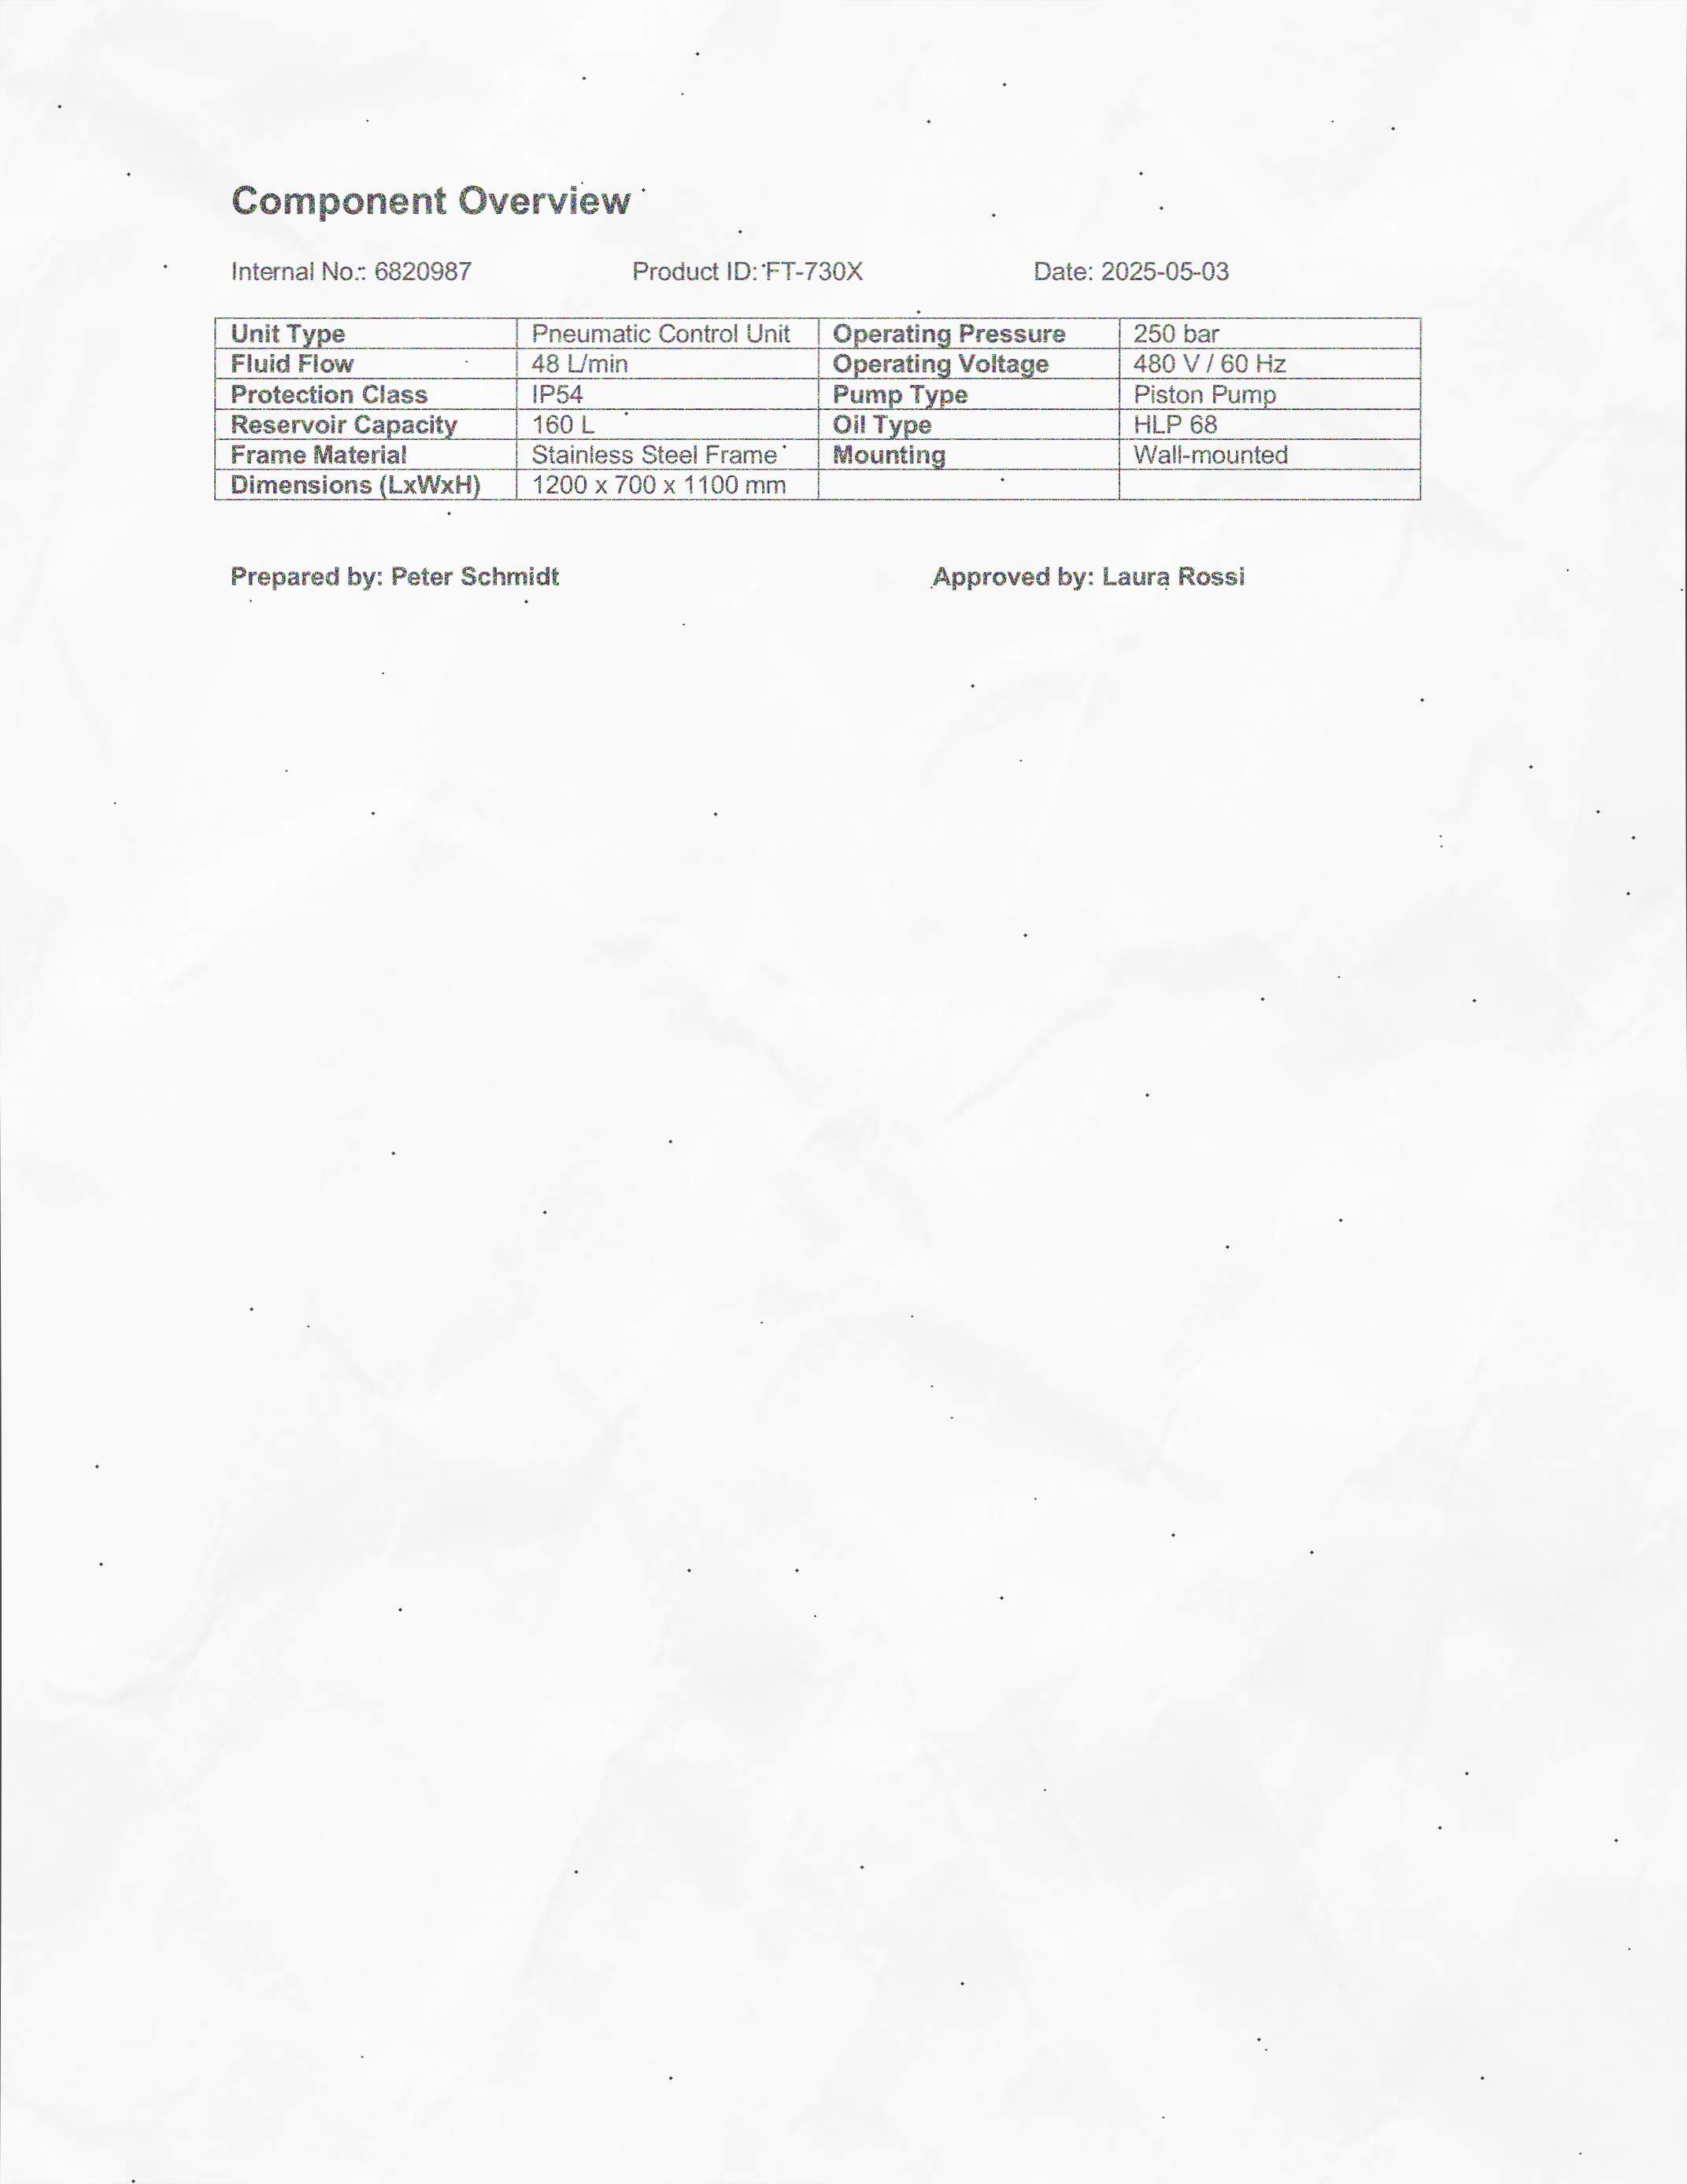 Component Overview
Internal No.: 6820987 Product ID: FT-730X Date: 2025-05-03
Unit Type Pneumatic Control Unit Operating Pressure 250 bar
Fluid Flow 48 L/min Operating Voltage 480 V / 60 Hz
Protection Class IP54 Pump Type Piston Pump
Reservoir Capacity 160 L Oil Type HLP 68
Frame Material Stainless Steel Frame Mounting Wall-mounted
Dimensions (LxWxH) 1200 x 700 x 1100 mm
Prepared by: Peter Schmidt Approved by: Laura Rossi